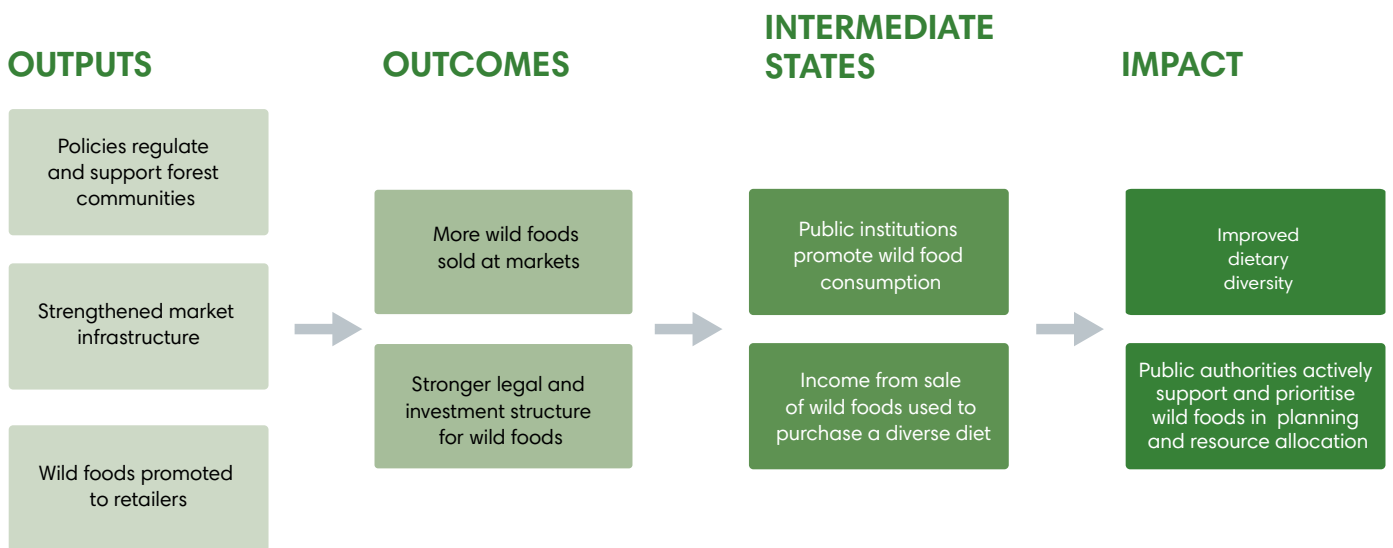 OUTPUTS
Policies regulate
and support forest
communities
Strengthened market
infrastructure
Wild foods promoted
to retailers
OUTCOMES
More wild foods
sold at markets
Stronger legal and
investment structure
for wild foods
INTERMEDIATE
STATES
Public institutions
promote wild food
consumption
Income from sale
of wild foods used to
purchase a diverse diet
IMPACT
Improved
dietary
diversity
Public authorities actively
support and prioritise
wild foods in planning
and resource allocation